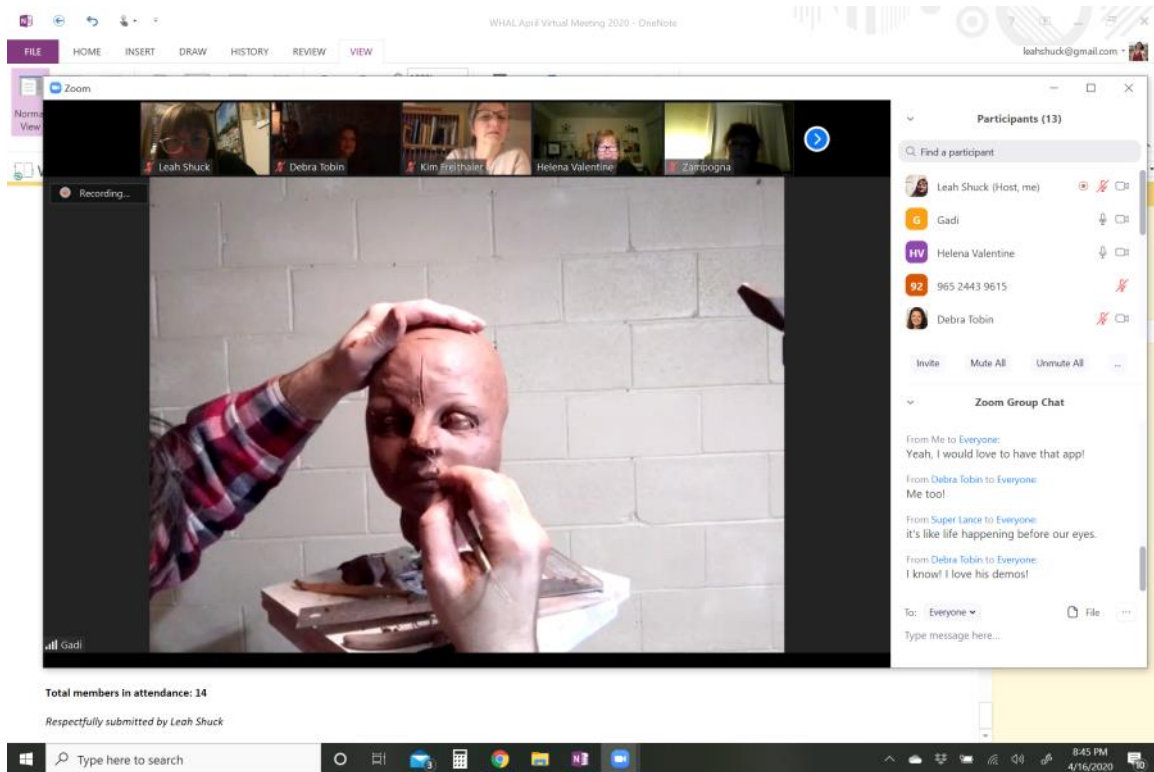 WHAL April Virtual Meeting 2020 - OneNote
FILE HOME INSERT DRAW HISTORY REVIEW VIEW
leahshuck@gmail.com
Normal
View
Zoom
Leah Shuck
Debra Tobin
Kim Freithaler
Helena Valentine
Zampogna
Recording...
Gadi
Participants (13)
Find a participant
Leah Shuck (Host, me)
G Gadi
HV Helena Valentine
92 965 2443 9615
Debra Tobin
Invite Mute All Unmute All ...
Zoom Group Chat
From Me to Everyone:
Yeah, I would love to have that app!
From Debra Tobin to Everyone:
Me too!
From Super Lance to Everyone:
it's like life happening before our eyes.
From Debra Tobin to Everyone:
I know! I love his demos!
To: Everyone File ...
Type message here...
Total members in attendance: 14
Respectfully submitted by Leah Shuck
Type here to search
8:45 PM
4/16/2020